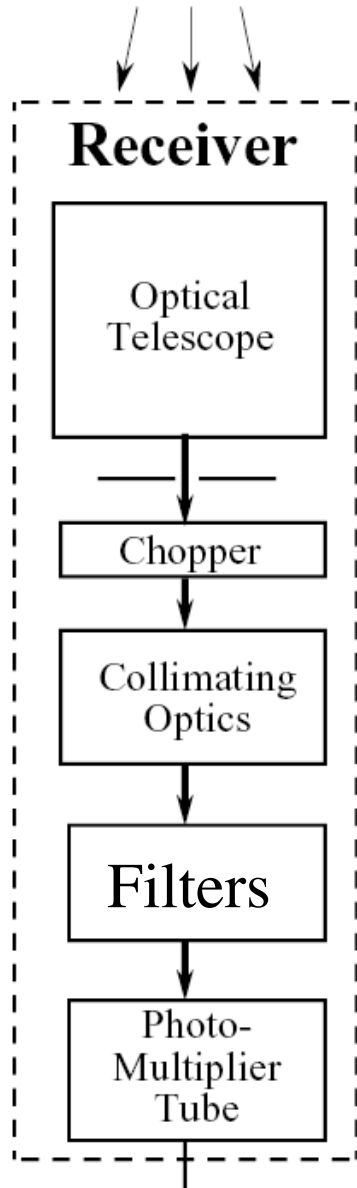 Receiver
Optical
Telescope
Chopper
Collimating
Optics
Filters
Photo-
Multiplier
Tube